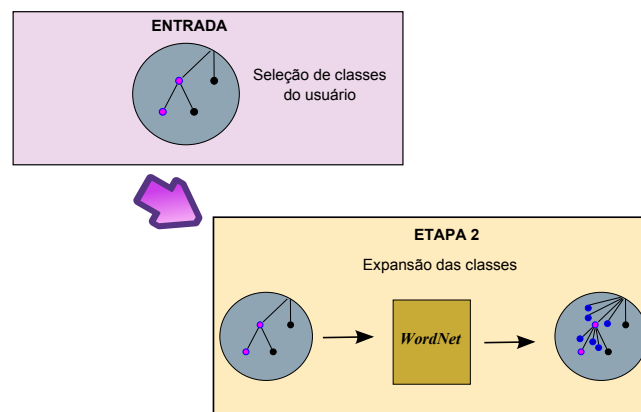 ENTRADA
Seleção de classes
do usuário
ETAPA 2
Expansão das classes
WordNet